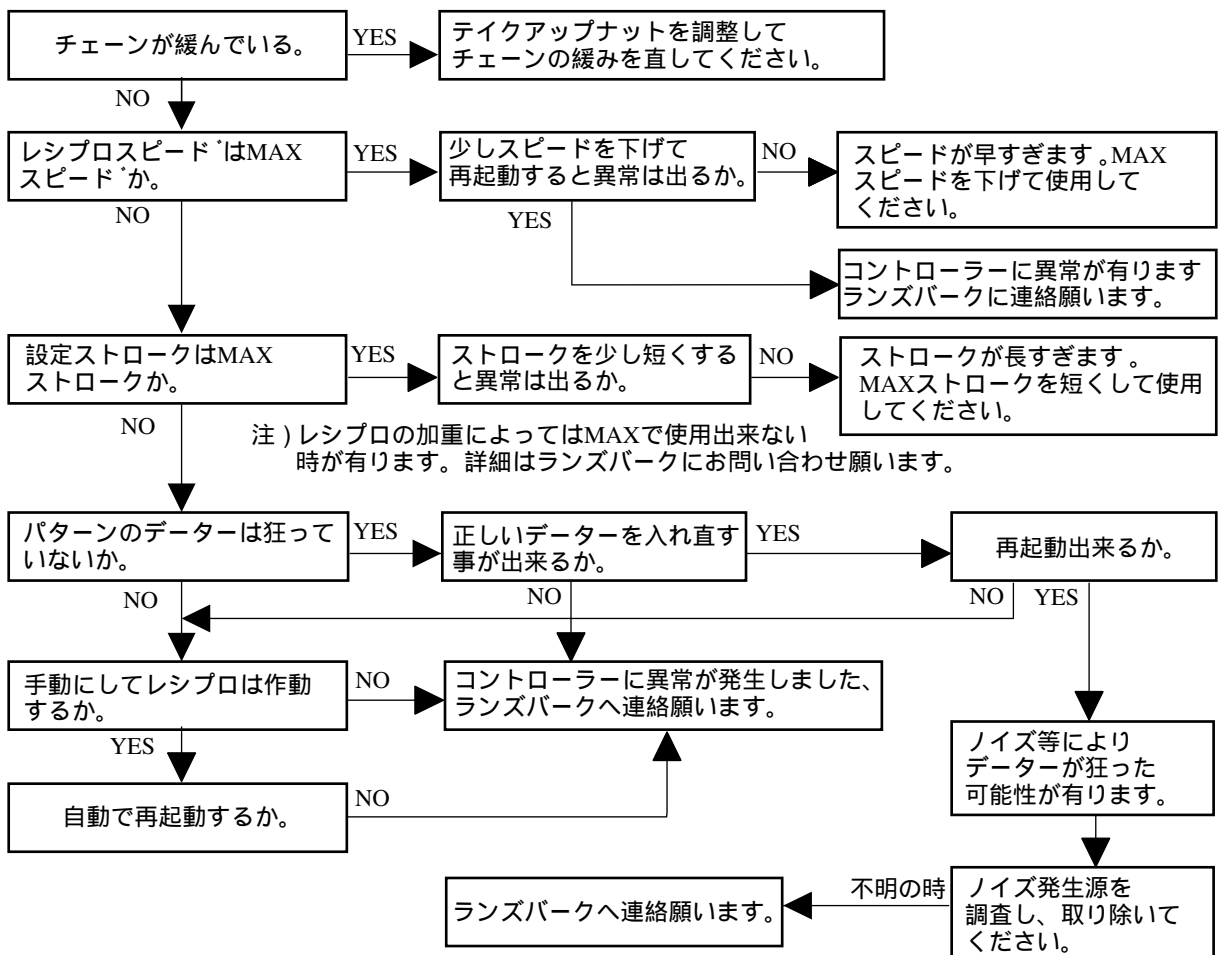 チェーンが緩んでいる。
YES
テイクアップナットを調整して
チェーンの緩みを直してください。
NO
レシプロスピード゛はMAX
スピード゛か。
YES
少しスピードを下げて
再起動すると異常は出るか。
NO
スピードが早すぎます。MAX
スピードを下げて使用して
ください。
NO
YES
コントローラーに異常が有ります
ランズバークに連絡願います。
設定ストロークはMAX
ストロークか。
YES
ストロークを少し短くする
と異常は出るか。
NO
ストロークが長すぎます。
MAXストロークを短くして使用
してください。
NO
注)レシプロの加重によってはMAXで使用出来ない
時が有ります。詳細はランズバークにお問い合わせ願います。
パターンのデーターは狂って
いないか。
YES
正しいデーターを入れ直す
事が出来るか。
YES
再起動出来るか。
NO
NO
NO
YES
手動にしてレシプロは作動
するか。
NO
コントローラーに異常が発生しました、
ランズバークへ連絡願います。
YES
ノイズ等により
データーが狂った
可能性が有ります。
自動で再起動するか。
NO
ランズバークへ連絡願います。
不明の時
ノイズ発生源を
調査し、取り除いて
ください。